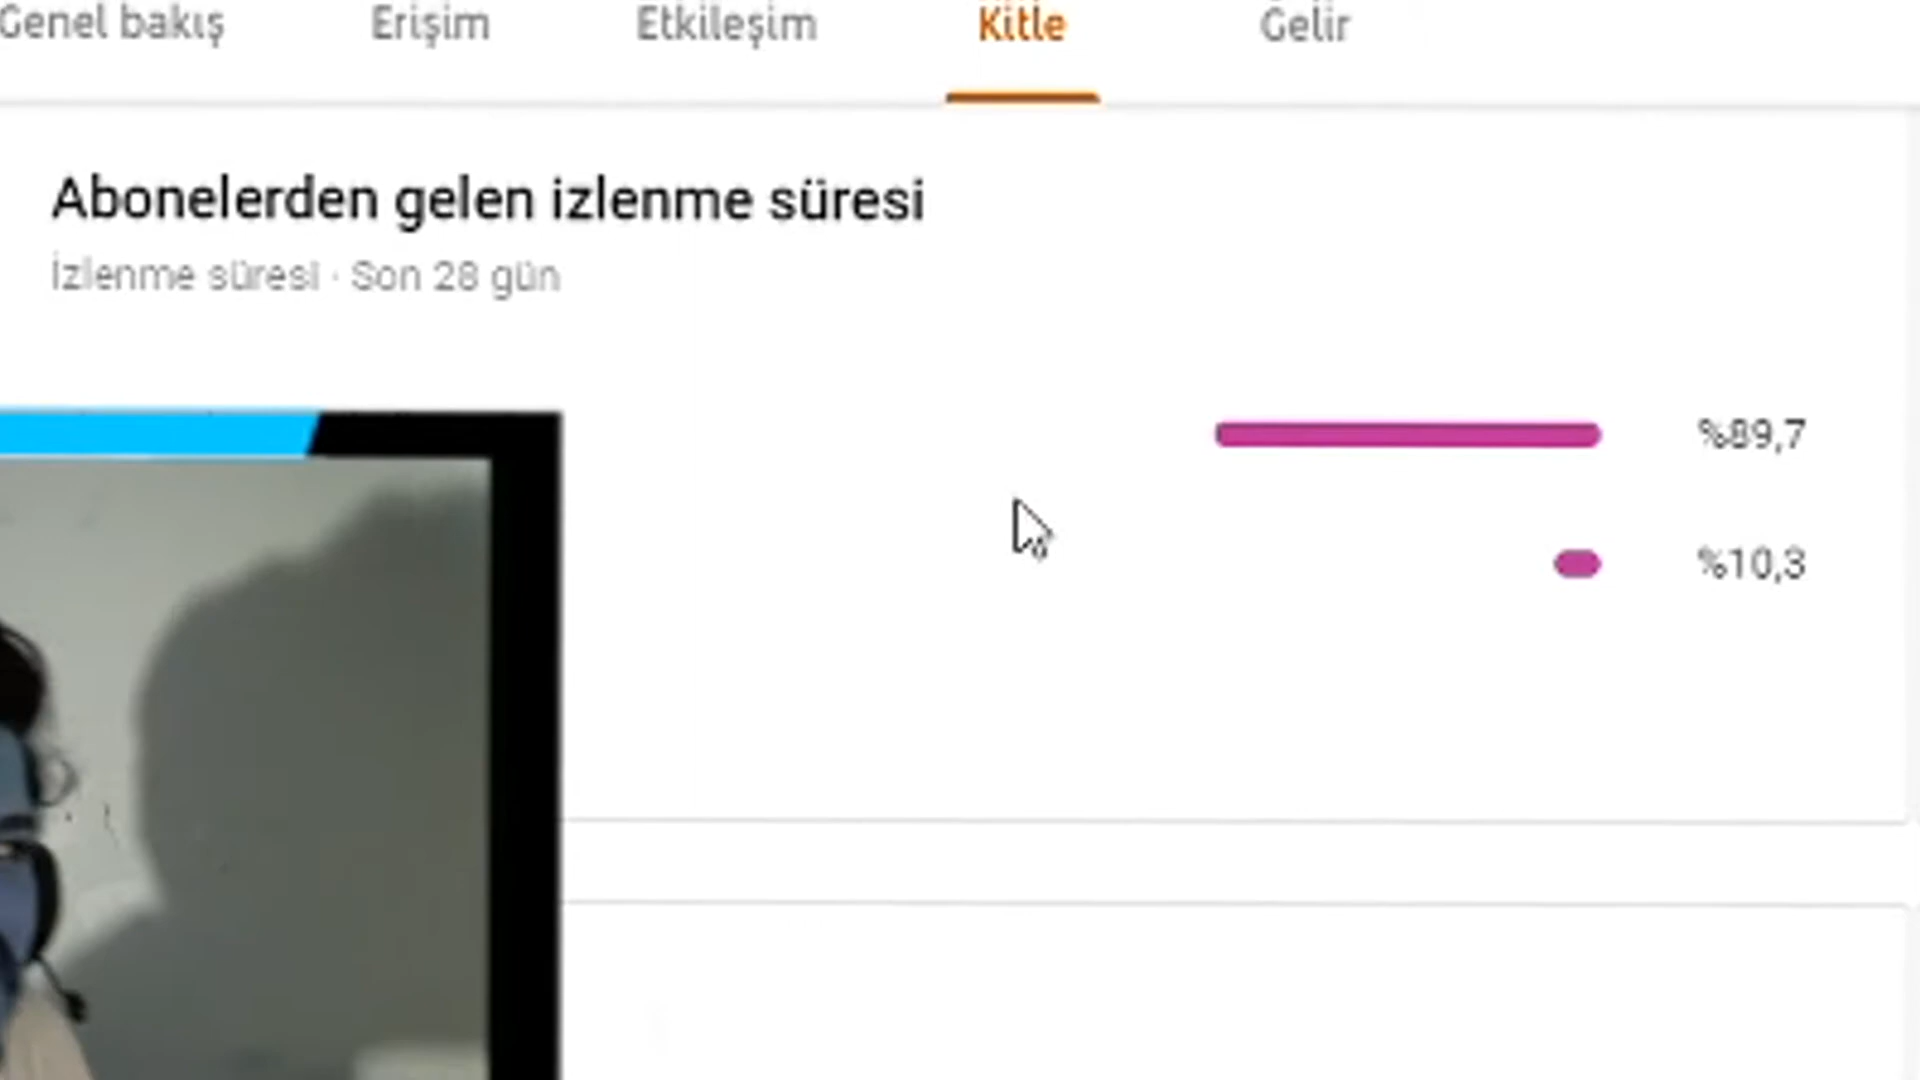 Genel bakış Erişim Etkileşim Kitle Gelir
Abonelerden gelen izlenme süresi
İzlenme süresi · Son 28 gün
%89,7
%10,3